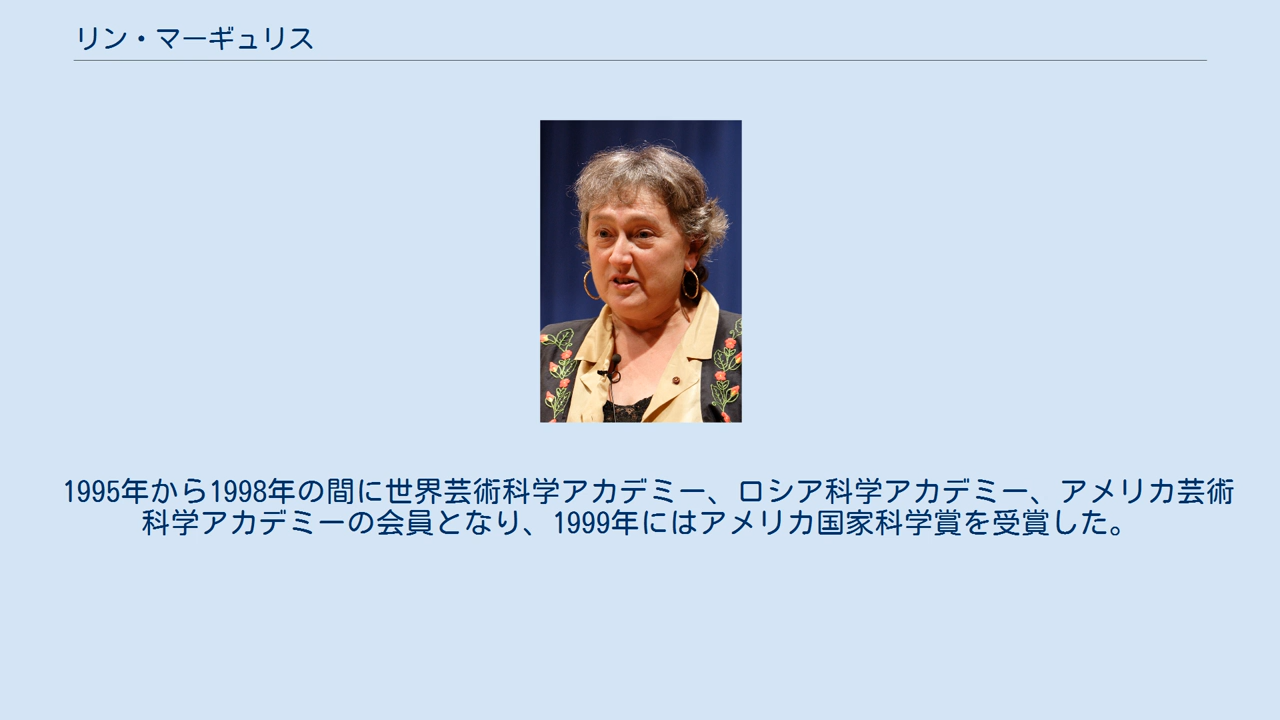 リン・マーギュリス
1995年から1998年の間に世界芸術科学アカデミー、ロシア科学アカデミー、アメリカ芸術
科学アカデミーの会員となり、1999年にはアメリカ国家科学賞を受賞した。